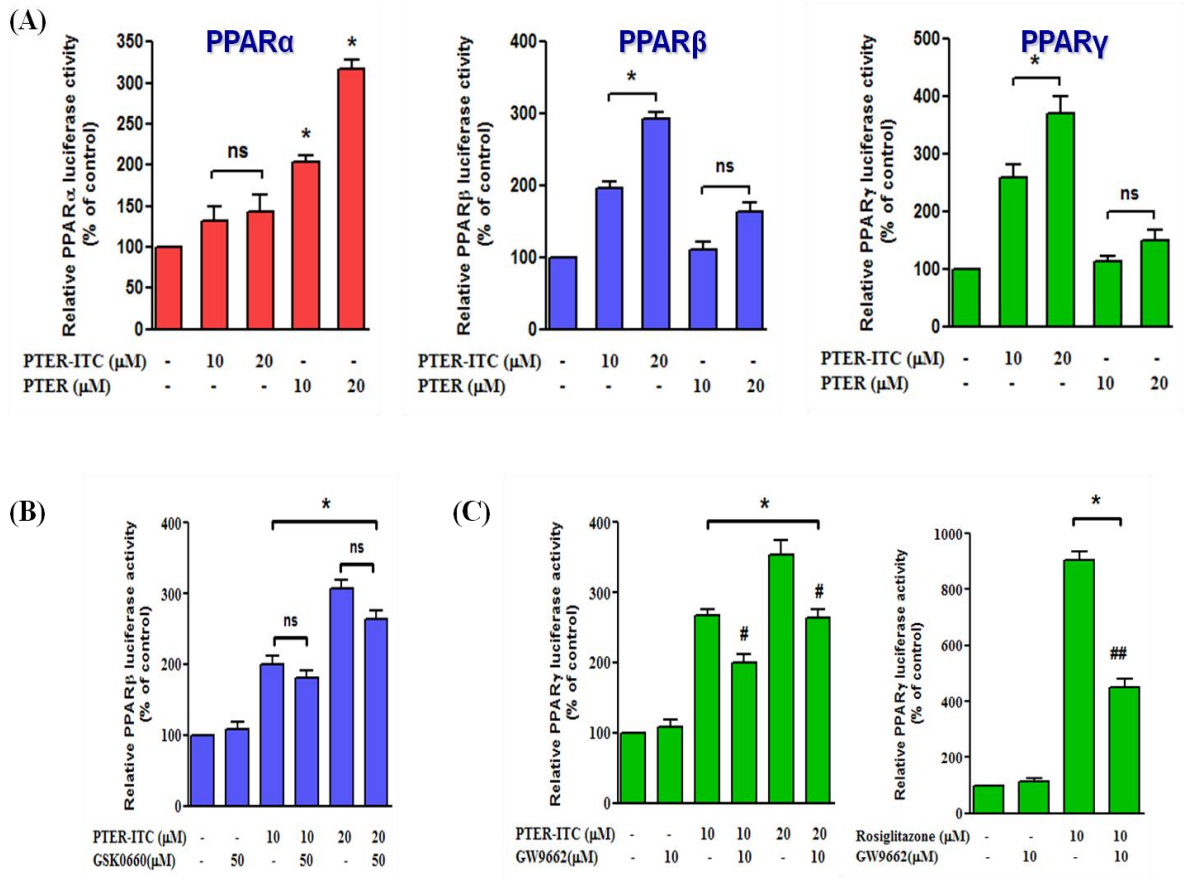 (A)
PPARα
Relative PPARα luciferase ctivity
(% of control)
350
300
250
200
150
100
50
0
ns
*
*
PTER-ITC (µM) - 10 20 - -
PTER (µM) - - - 10 20
PPARβ
Relative PPARβ luciferase ctivity
(% of control)
400
300
200
100
0
*
ns
PTER-ITC (µM) - 10 20 - -
PTER (µM) - - - 10 20
PPARγ
Relative PPARγ luciferase ctivity
(% of control)
500
400
300
200
100
0
*
ns
PTER-ITC (µM) - 10 20 - -
PTER (µM) - - - 10 20
(B)
Relative PPARβ luciferase activity
(% of control)
400
300
200
100
0
*
ns
ns
PTER-ITC (µM) - - 10 10 20 20
GSK0660(µM) - 50 - 50 - 50
(C)
Relative PPARγ luciferase activity
(% of control)
400
300
200
100
0
*
#
#
PTER-ITC (µM) - - 10 10 20 20
GW9662(µM) - 10 - 10 - 10
Relative PPARγ luciferase activity
(% of control)
1000
800
600
400
200
0
*
##
Rosiglitazone (µM) - - 10 10
GW9662(µM) - 10 - 10